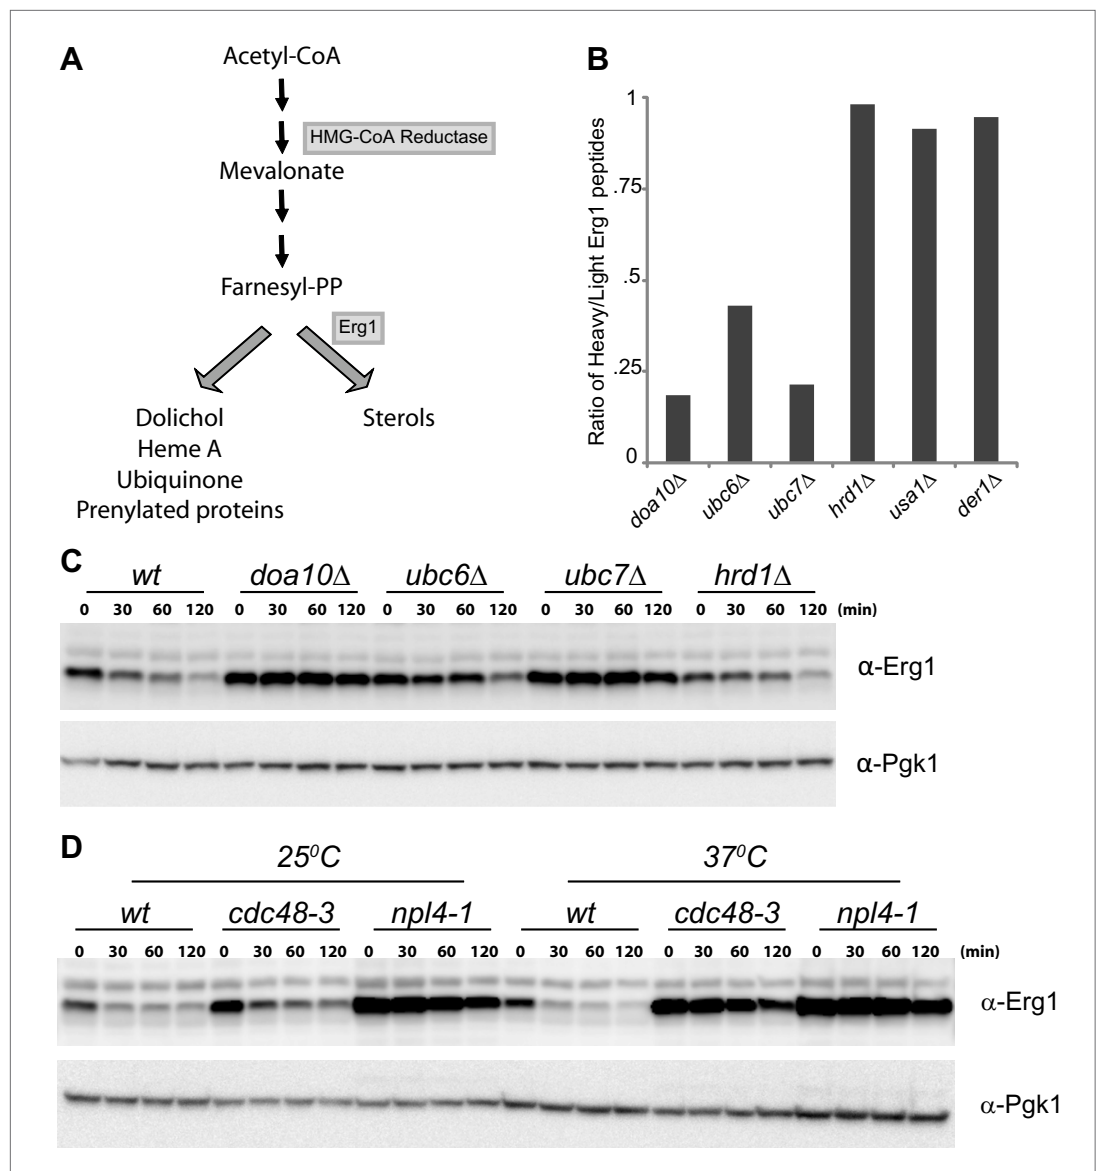 A
Acetyl-CoA
HMG-CoA Reductase
Mevalonate
Farnesyl-PP
Erg1
Dolichol
Heme A
Ubiquinone
Prenylated proteins
Sterols
B
Ratio of Heavy/Light Erg1 peptides
1
.75
.5
.25
0
doa10Δ ubc6Δ ubc7Δ hrd1Δ usa1Δ der1Δ
C
wt doa10Δ ubc6Δ ubc7Δ hrd1Δ
0 30 60 120 0 30 60 120 0 30 60 120 0 30 60 120 0 30 60 120 (min)
α-Erg1
α-Pgk1
D
25⁰C 37⁰C
wt cdc48-3 npl4-1 wt cdc48-3 npl4-1
0 30 60 120 0 30 60 120 0 30 60 120 0 30 60 120 0 30 60 120 0 30 60 120 (min)
α-Erg1
α-Pgk1